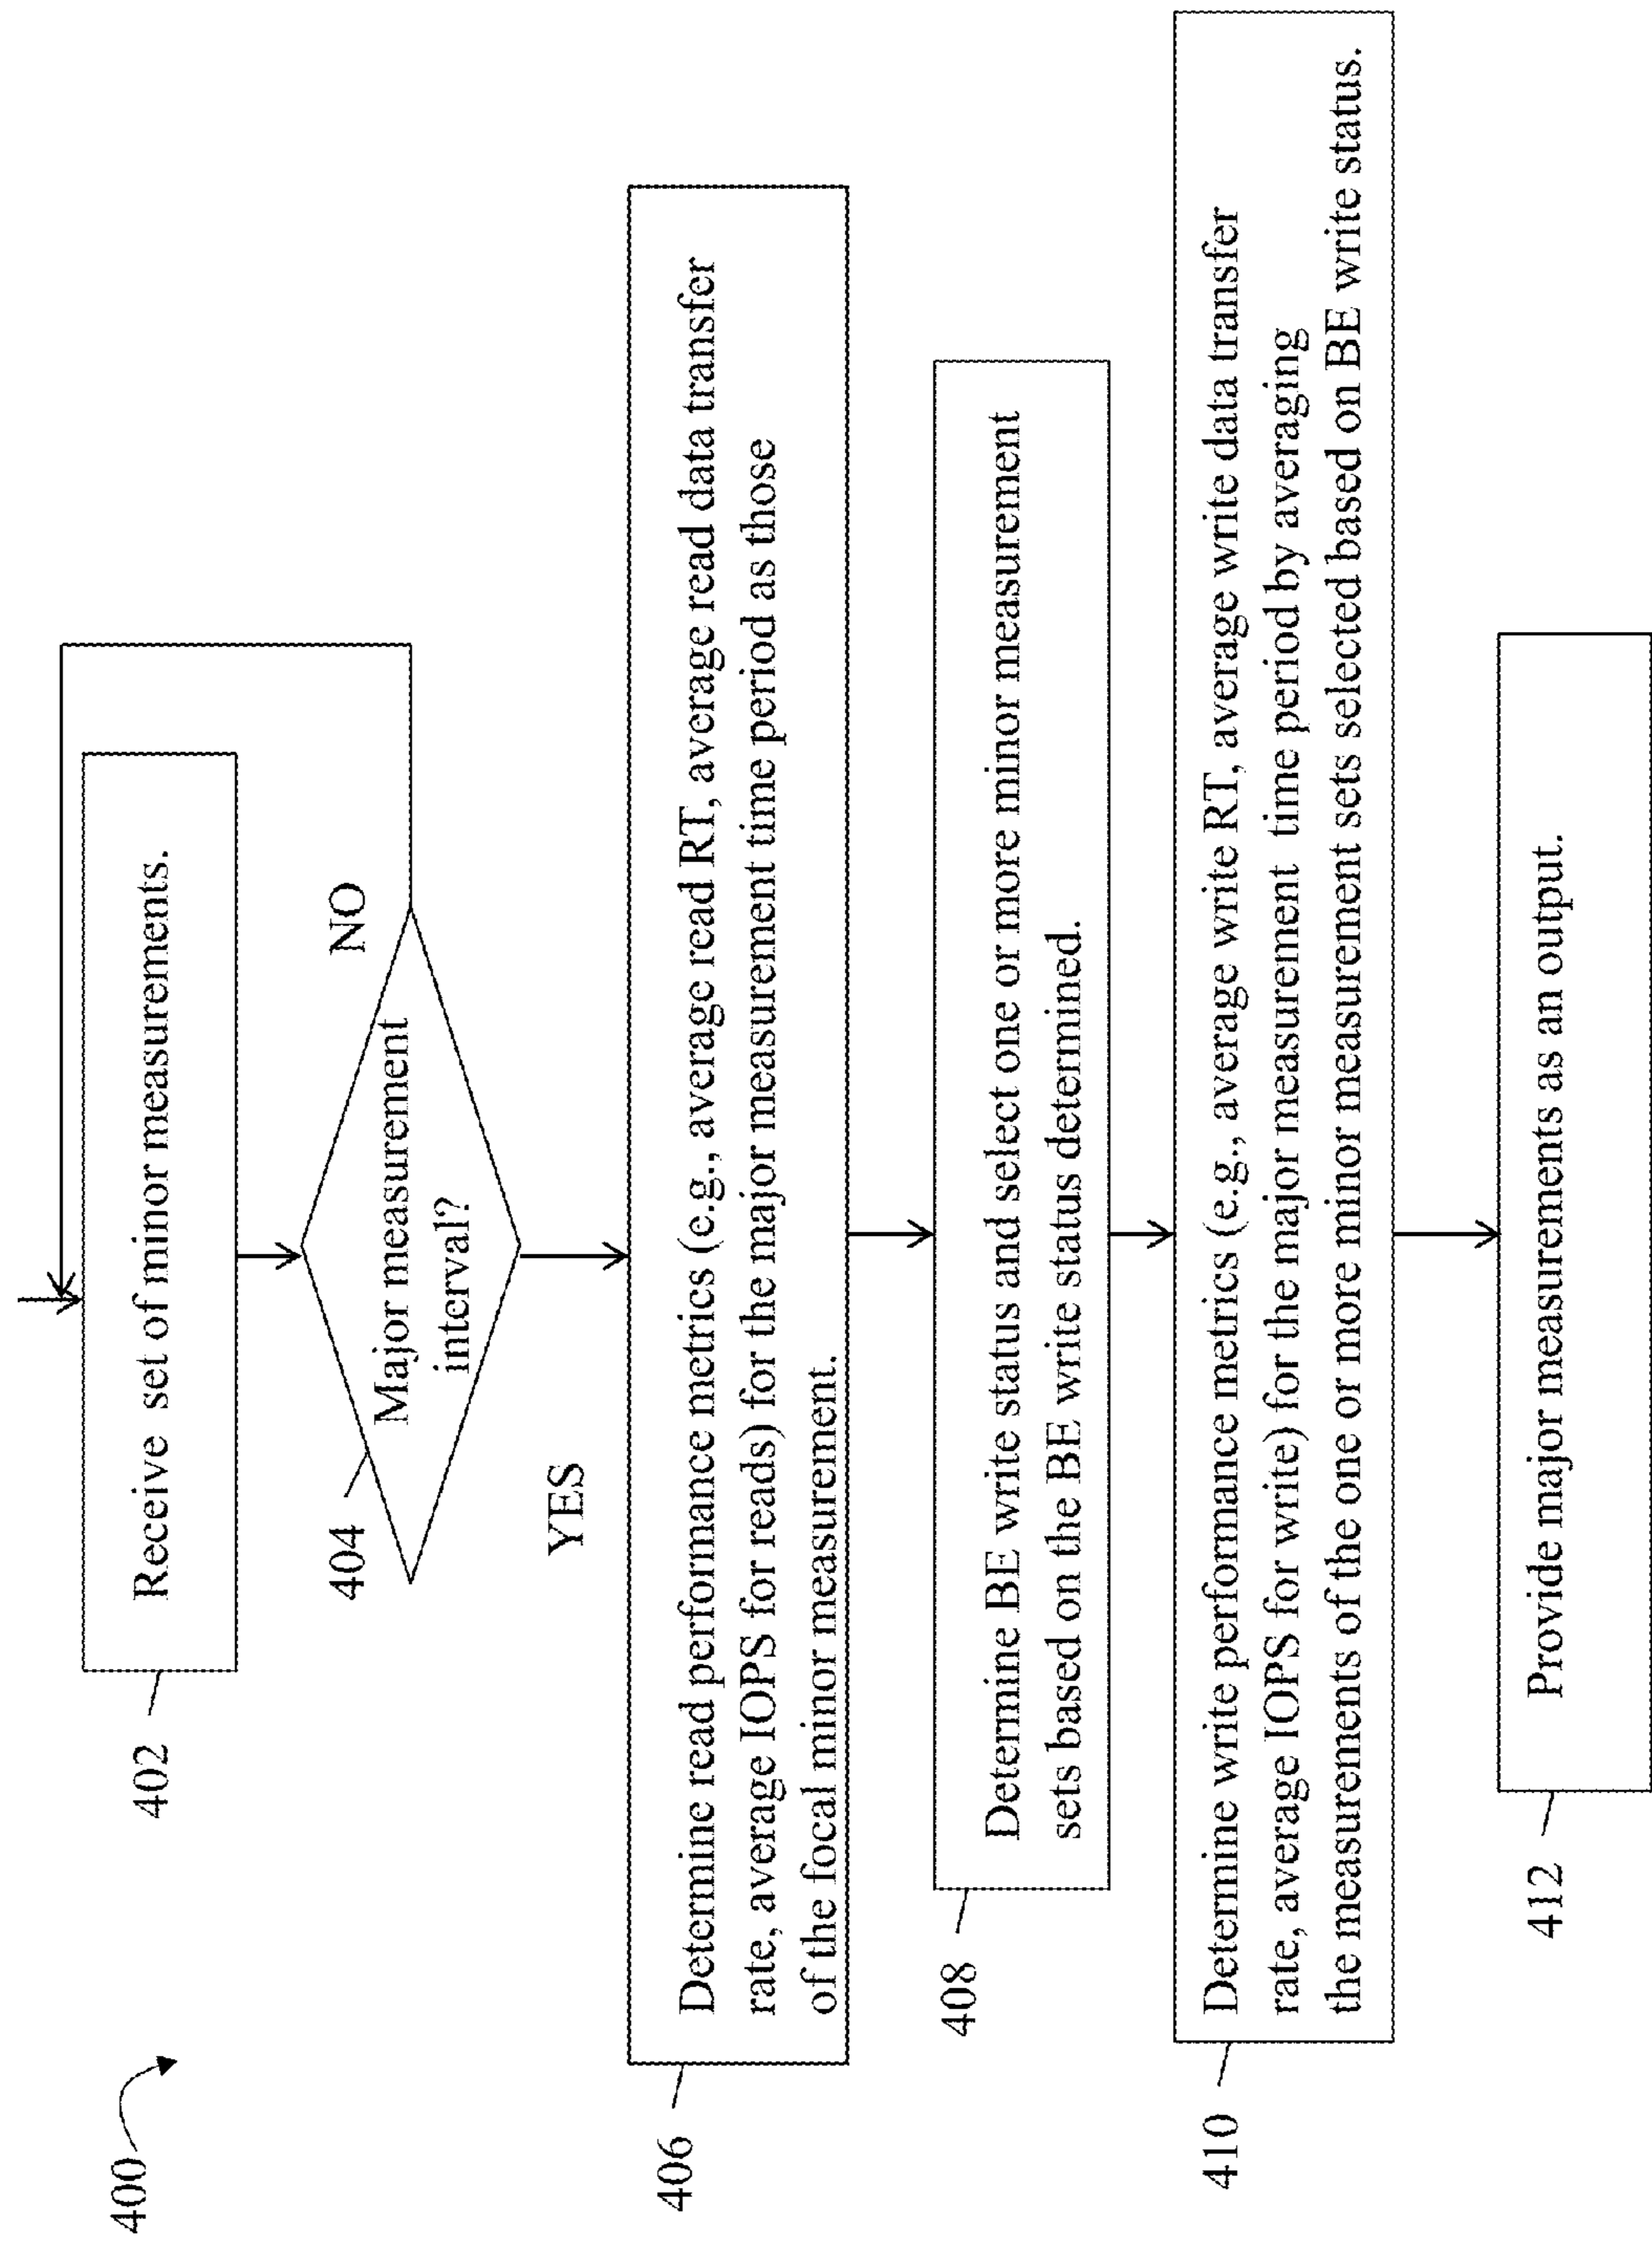 400
402
Receive set of minor measurements.
404
Major measurement
interval?
NO
YES
406
Determine read performance metrics (e.g., average read RT, average read data transfer
rate, average IOPS for reads) for the major measurement time period as those
of the focal minor measurement.
408
Determine BE write status and select one or more minor measurement
sets based on the BE write status determined.
410
Determine write performance metrics (e.g., average write RT, average write data transfer
rate, average IOPS for write) for the major measurement time period by averaging
the measurements of the one or more minor measurement sets selected based on BE write status.
412
Provide major measurements as an output.